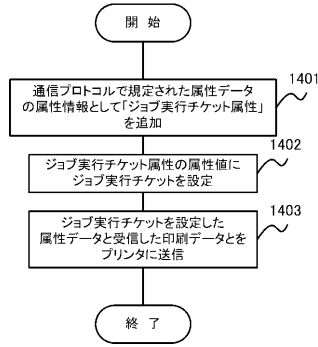 開 始
1401
通信プロトコルで規定された属性データ
の属性情報として「ジョブ実行チケット属性」
を追加
1402
ジョブ実行チケット属性の属性値に
ジョブ実行チケットを設定
1403
ジョブ実行チケットを設定した
属性データと受信した印刷データとを
プリンタに送信
終 了